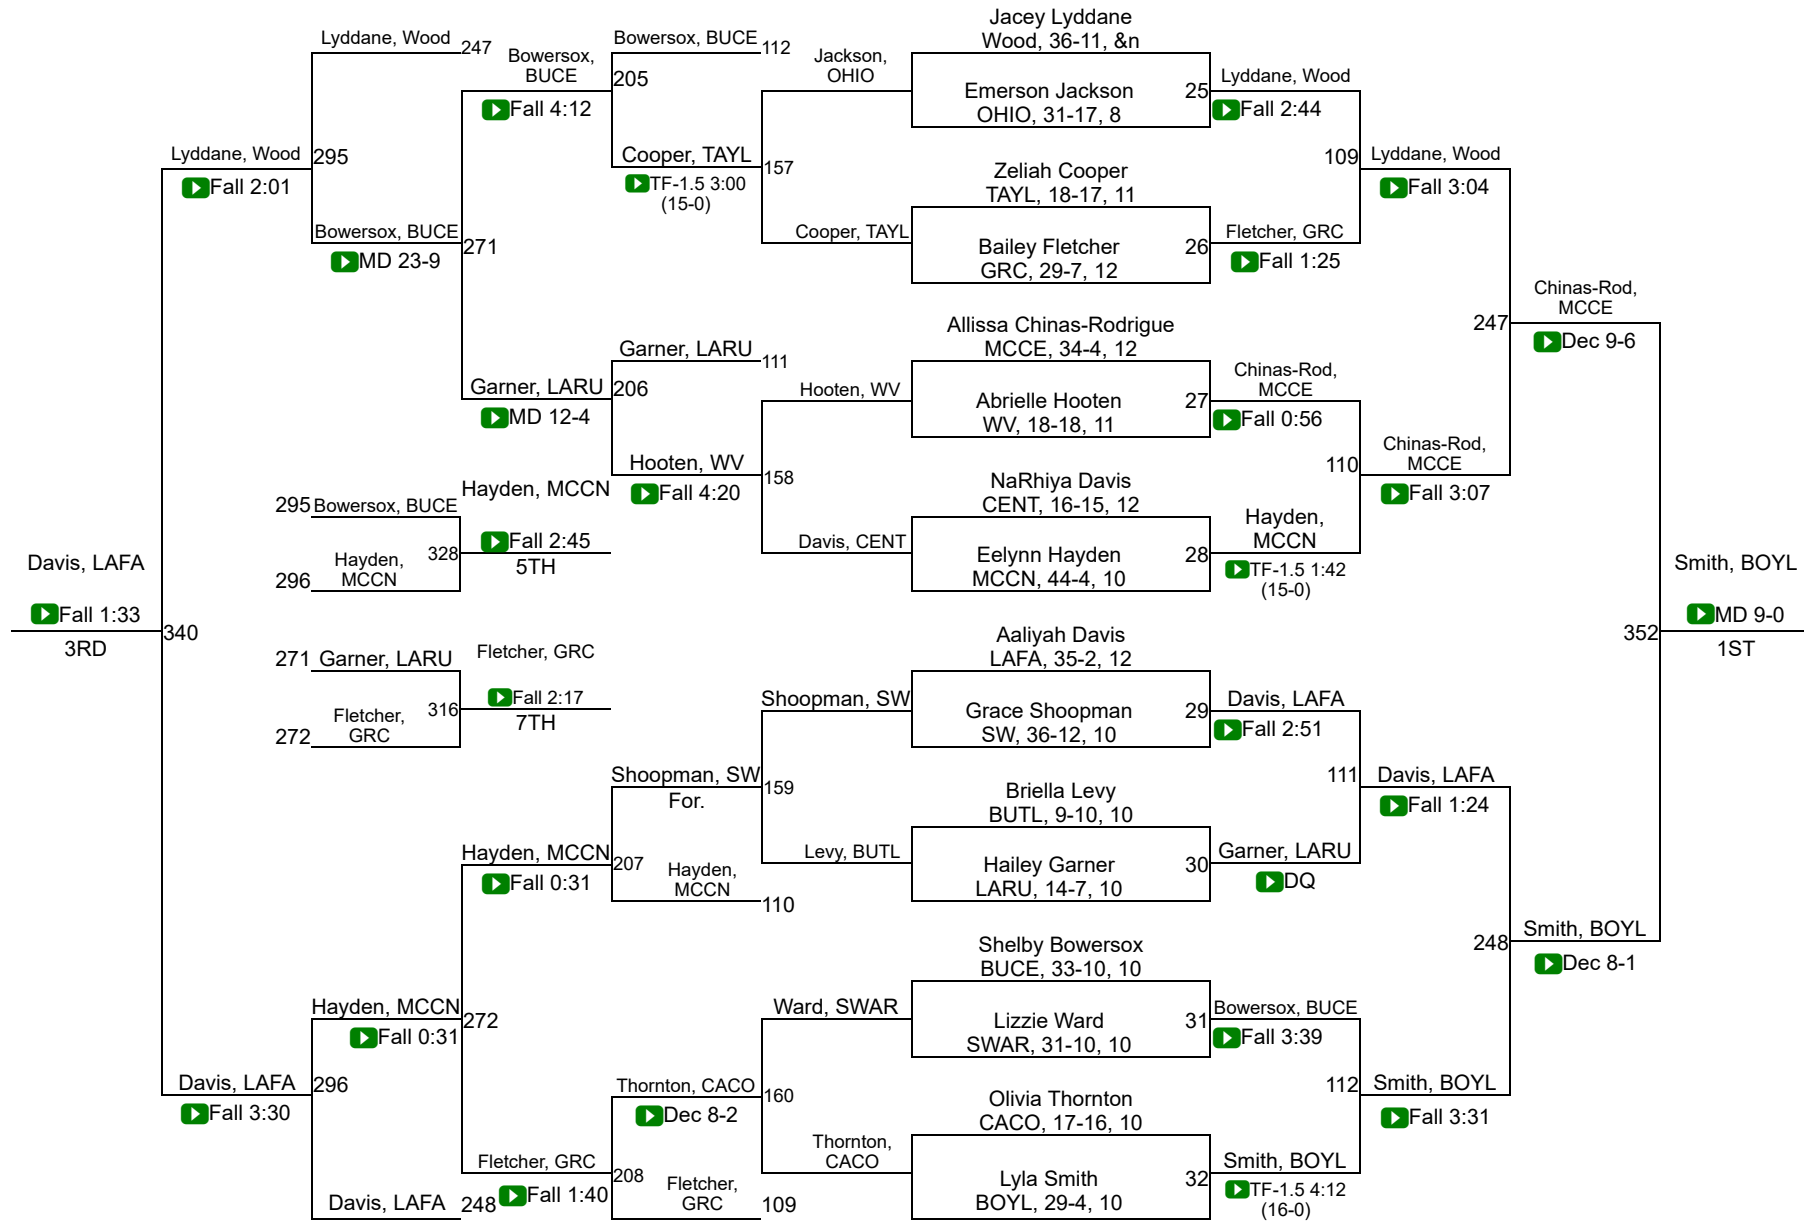 Jacey Lyddane
Wood, 36-11, &n
Lyddane, Wood
247
Bowersox,
BUCE
Bowersox, BUCE
112
Jackson,
OHIO
205
Emerson Jackson
OHIO, 31-17, 8
25
Lyddane, Wood
Fall 4:12
Fall 2:44
Lyddane, Wood
295
Cooper, TAYL
157
Zeliah Cooper
TAYL, 18-17, 11
109
Lyddane, Wood
Fall 2:01
TF-1.5 3:00
(15-0)
Fall 3:04
Bowersox, BUCE
271
Cooper, TAYL
Bailey Fletcher
GRC, 29-7, 12
26
Fletcher, GRC
MD 23-9
Fall 1:25
Chinas-Rod,
MCCE
Allissa Chinas-Rodrigue
MCCE, 34-4, 12
247
Dec 9-6
Garner, LARU
111
Garner, LARU
206
Hooten, WV
Abrielle Hooten
WV, 18-18, 11
27
Chinas-Rod,
MCCE
MD 12-4
Fall 0:56
Hooten, WV
158
110
Chinas-Rod,
MCCE
Fall 4:20
Fall 3:07
Hayden, MCCN
NaRhiya Davis
CENT, 16-15, 12
295
Bowersox, BUCE
Hayden,
MCCN
328
Fall 2:45
5TH
296
Hayden,
MCCN
Davis, CENT
Eelynn Hayden
MCCN, 44-4, 10
28
TF-1.5 1:42
(15-0)
Davis, LAFA
Fall 1:33
3RD
340
Smith, BOYL
MD 9-0
1ST
352
Aaliyah Davis
LAFA, 35-2, 12
271
Garner, LARU
Fletcher, GRC
316
Fall 2:17
7TH
272
Fletcher,
GRC
Shoopman, SW
Grace Shoopman
SW, 36-12, 10
29
Davis, LAFA
Fall 2:51
Shoopman, SW
For.
159
Briella Levy
BUTL, 9-10, 10
111
Davis, LAFA
Fall 1:24
Hayden, MCCN
Fall 0:31
207
Hayden,
MCCN
110
Levy, BUTL
Hailey Garner
LARU, 14-7, 10
30
Garner, LARU
DQ
Shelby Bowersox
BUCE, 33-10, 10
248
Smith, BOYL
Dec 8-1
Hayden, MCCN
Fall 0:31
272
Ward, SWAR
Lizzie Ward
SWAR, 31-10, 10
31
Bowersox, BUCE
Fall 3:39
Davis, LAFA
Fall 3:30
296
Thornton, CACO
Dec 8-2
160
Olivia Thornton
CACO, 17-16, 10
112
Smith, BOYL
Fall 3:31
Thornton,
CACO
Fletcher, GRC
Fall 1:40
208
Fletcher,
GRC
109
Lyla Smith
BOYL, 29-4, 10
32
Smith, BOYL
TF-1.5 4:12
(16-0)
Davis, LAFA
248